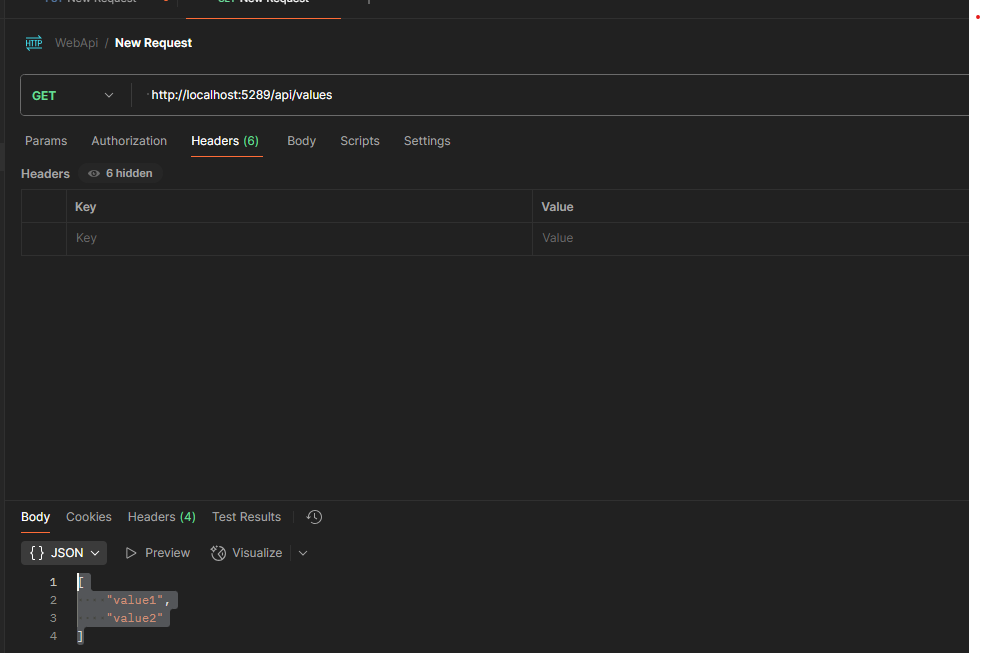 New Request GET New Request +
HTTP WebApi / New Request
GET http://localhost:5289/api/values
Params Authorization Headers (6) Body Scripts Settings
Headers 6 hidden
Key Value
Key Value
Body Cookies Headers (4) Test Results
{} JSON Preview Visualize
1 [
2 "value1",
3 "value2"
4 ]